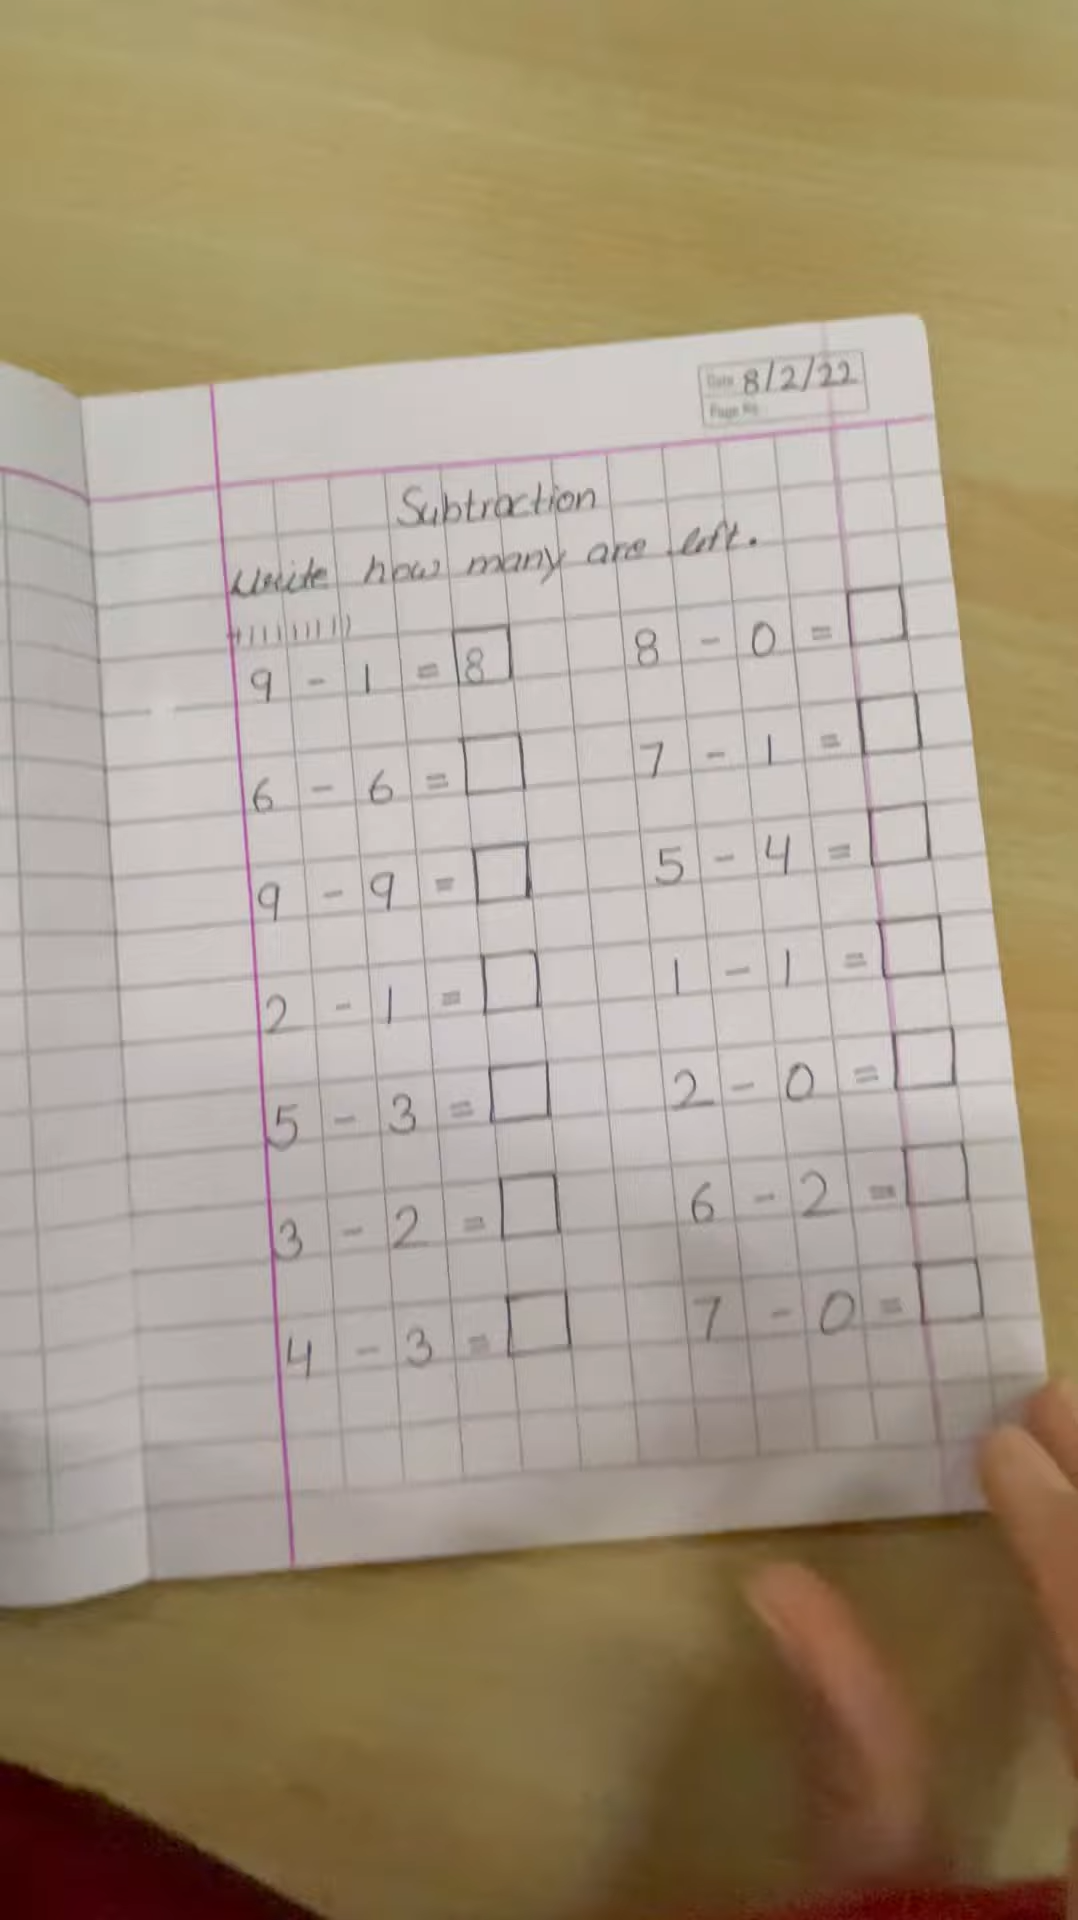 Date 8/2/22
Page No
Subtraction
Write how many are left.
9 - 1 = 8 8 - 0 =
6 - 6 = 7 - 1 =
9 - 9 = 5 - 4 =
2 - 1 = 1 - 1 =
5 - 3 = 2 - 0 =
3 - 2 = 6 - 2 =
4 - 3 = 7 - 0 =